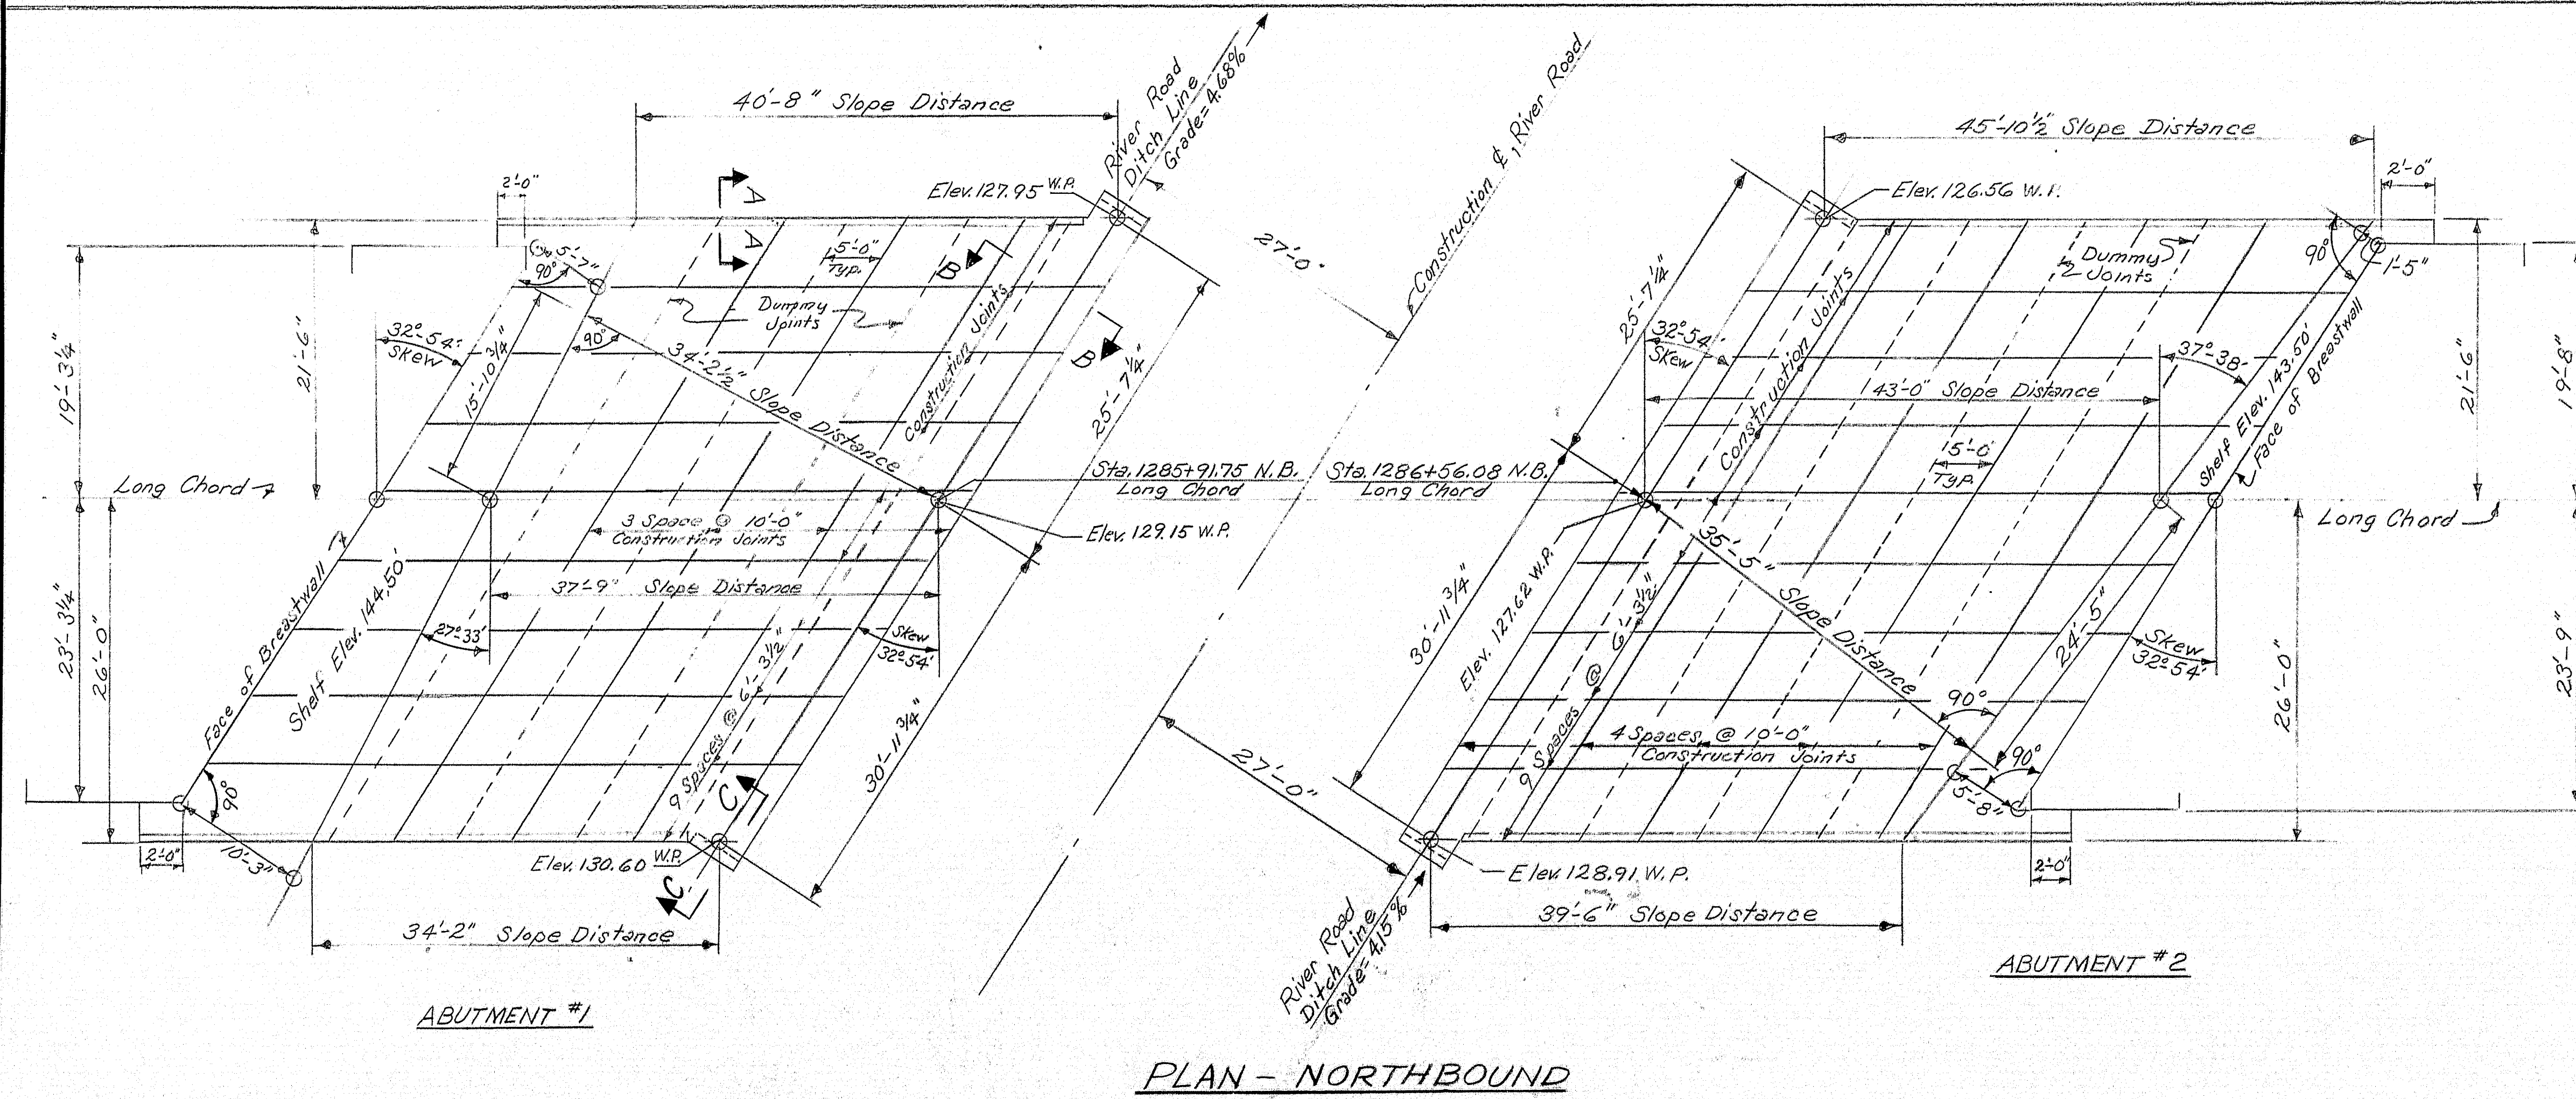 40'-8" Slope Distance
River Road
Ditch Line
Grade=4.68%
Construction ℄ River Road
45'-10½" Slope Distance
2'-0"
A
A
Elev. 127.95 W.P.
27'-0"
Elev. 126.56 W.P.
2'-0"
5'-7"
90°
5'-0"
Typ.
B
B
Dummy
Joints
Construction Joints
90°
1'-5"
Dummy
Joints
19'-3¼"
21'-6"
32°-54'
Skew
15'-10¾"
90°
34'-2½" Slope Distance
25'-7¼"
25'-7¼"
32°-54'
Skew
Construction Joints
37°-38'
43'-0" Slope Distance
Shelf Elev. 143.50'
Face of Breastwall
21'-6"
19'-8"
Long Chord
Sta. 1285+91.75 N.B.
Long Chord
Sta. 1286+56.08 N.B.
Long Chord
5'-0"
Typ.
Long Chord
3 Space @ 10'-0"
Construction Joints
Elev. 129.15 W.P.
37'-9" Slope Distance
23'-3¼"
26'-0"
Face of Breastwall
Shelf Elev. 144.50'
27°-33'
Skew
32°-54'
9 Spaces @ 6'-3½"
30'-11¾"
30'-11¾"
Elev. 127.62 W.P.
9 Spaces @ 6'-3½"
35'-5" Slope Distance
24'-5"
Skew
32°-54'
26'-0"
23'-9"
90°
90°
4 Spaces @ 10'-0"
Construction Joints
5'-8"
90°
2'-0"
10'-3"
C
C
Elev. 130.60 W.P.
27'-0"
Elev. 128.91 W.P.
2'-0"
34'-2" Slope Distance
River Road
Ditch Line
Grade=4.15%
39'-6" Slope Distance
ABUTMENT #1
ABUTMENT #2
PLAN - NORTHBOUND